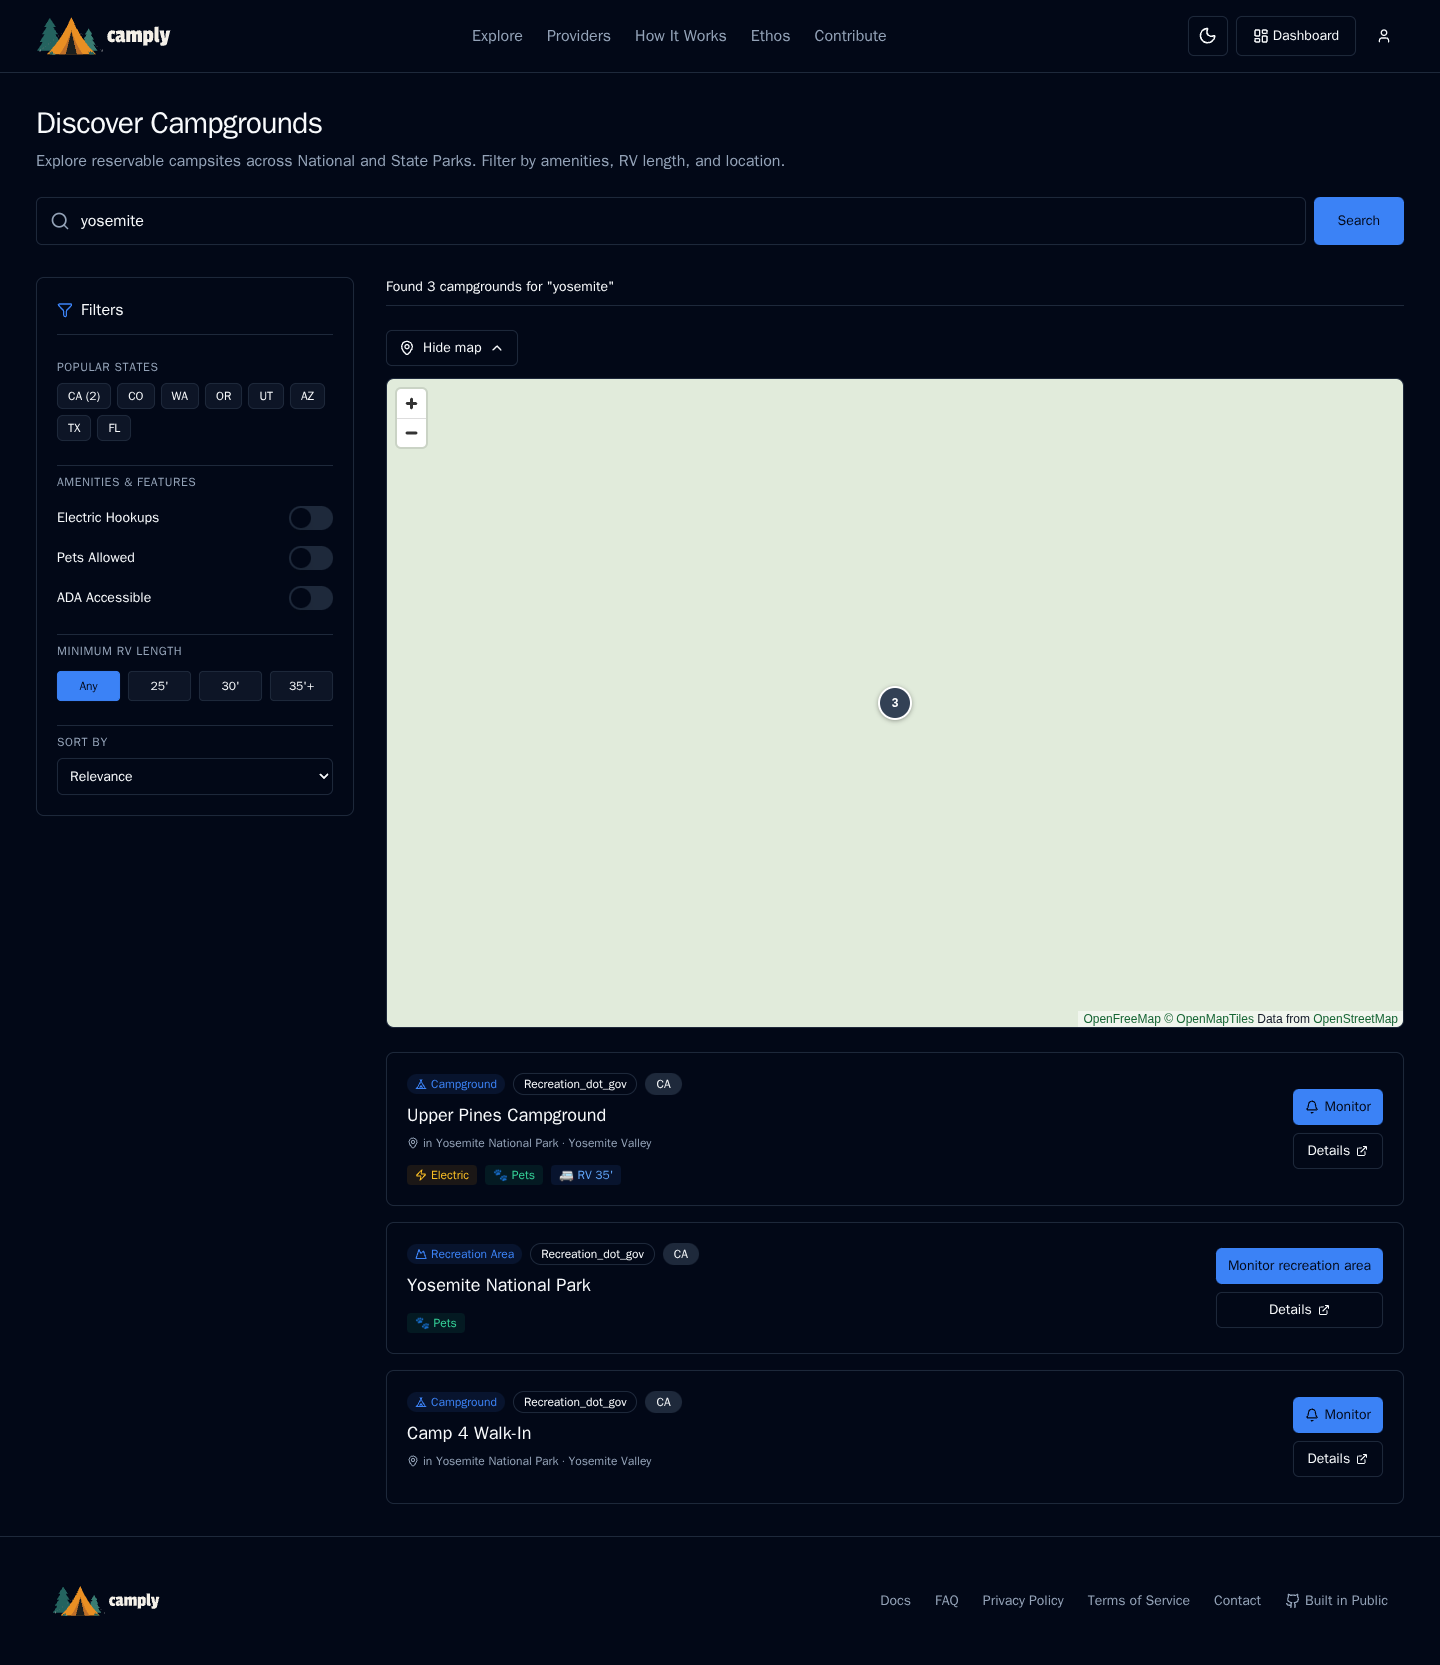 camply
Explore Providers How It Works Ethos Contribute
Dashboard
Discover Campgrounds
Explore reservable campsites across National and State Parks. Filter by amenities, RV length, and location.
yosemite
Search
Filters
POPULAR STATES
CA (2) CO WA OR UT AZ
TX FL
AMENITIES & FEATURES
Electric Hookups
Pets Allowed
ADA Accessible
MINIMUM RV LENGTH
Any 25' 30' 35'+
SORT BY
Relevance
Found 3 campgrounds for "yosemite"
Hide map
+
−
3
OpenFreeMap © OpenMapTiles Data from OpenStreetMap
Campground Recreation_dot_gov CA
Upper Pines Campground
in Yosemite National Park · Yosemite Valley
Electric Pets RV 35'
Monitor
Details
Recreation Area Recreation_dot_gov CA
Yosemite National Park
Pets
Monitor recreation area
Details
Campground Recreation_dot_gov CA
Camp 4 Walk-In
in Yosemite National Park · Yosemite Valley
Monitor
Details
camply
Docs FAQ Privacy Policy Terms of Service Contact Built in Public